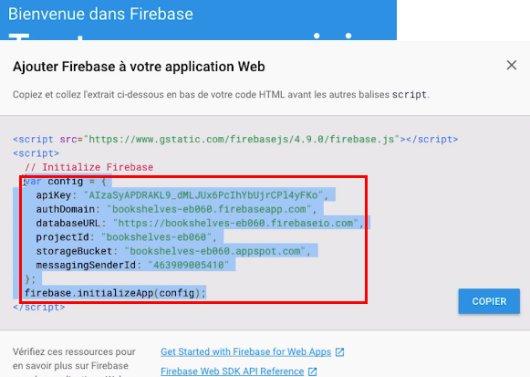 Bienvenue dans Firebase
Ajouter Firebase à votre application Web
Copiez et collez l'extrait ci-dessous en bas de votre code HTML avant les autres balises script.
<script src="https://www.gstatic.com/firebasejs/4.9.0/firebase.js"></script>
<script>
// Initialize Firebase
var config = {
apiKey: "AIzaSyAPDRAKL9_dMLJUx6PcIhYbUjrCPl4yFKo",
authDomain: "bookshelves-eb060.firebaseapp.com",
databaseURL: "https://bookshelves-eb060.firebaseio.com",
projectId: "bookshelves-eb060",
storageBucket: "bookshelves-eb060.appspot.com",
messagingSenderId: "463909005410"
};
firebase.initializeApp(config);
</script>
COPIER
Vérifiez ces ressources pour
en savoir plus sur Firebase
Get Started with Firebase for Web Apps
Firebase Web SDK API Reference